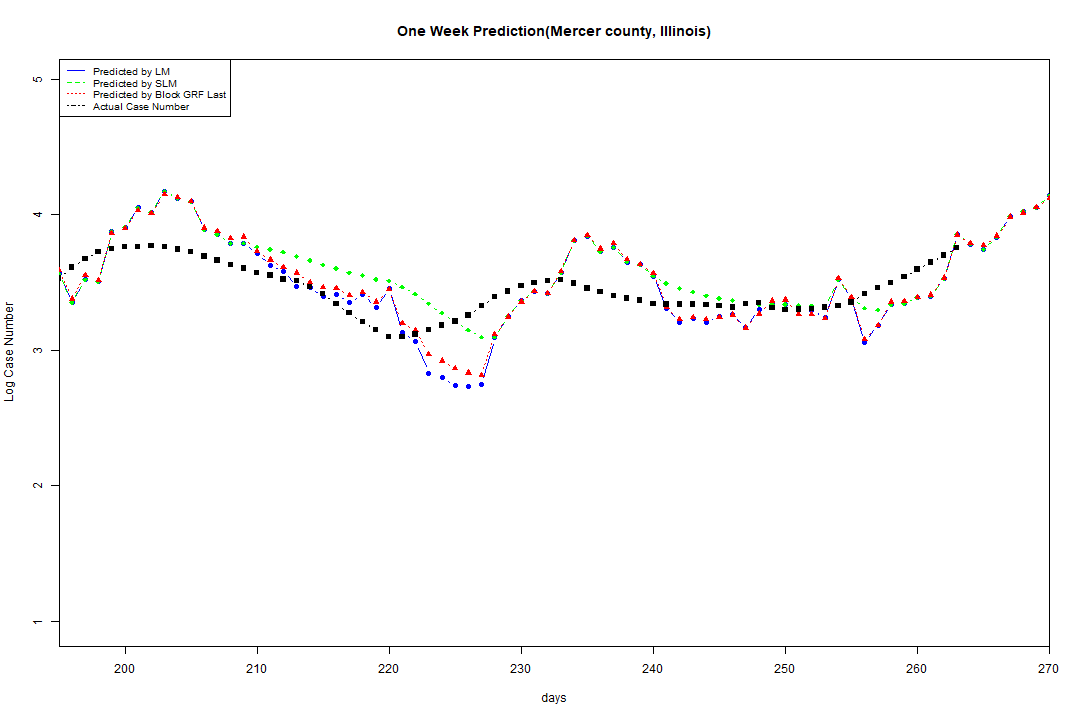 One Week Prediction(Mercer county, Illinois)
Predicted by LM
Predicted by SLM
Predicted by Block GRF Last
Actual Case Number
5
4
3
2
1
Log Case Number
200 210 220 230 240 250 260 270
days